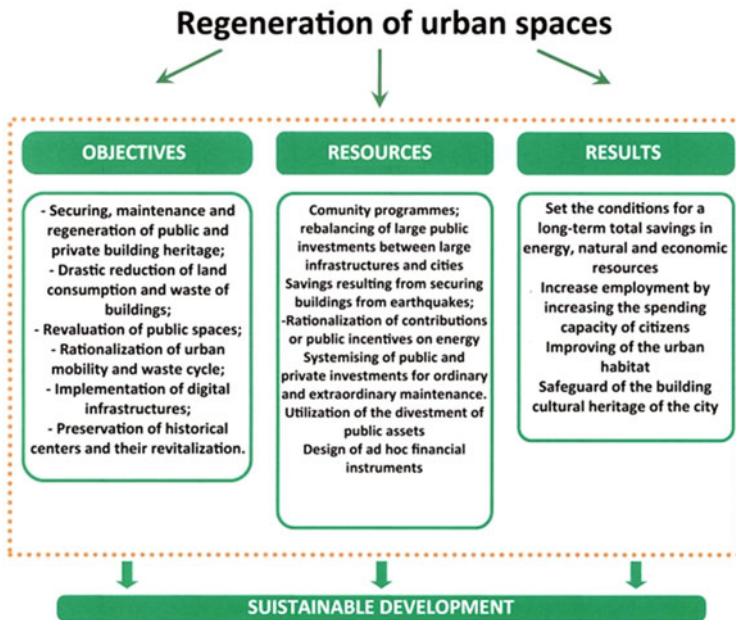 Regeneration of urban spaces
OBJECTIVES
- Securing, maintenance and
regeneration of public and
private building heritage;
- Drastic reduction of land
consumption and waste of
buildings;
- Revaluation of public spaces;
- Rationalization of urban
mobility and waste cycle;
- Implementation of digital
infrastructures;
- Preservation of historical
centers and their revitalization.
RESOURCES
Comunity programmes;
rebalancing of large public
investments between large
infrastructures and cities
Savings resulting from securing
buildings from earthquakes;
-Rationalization of contributions
or public incentives on energy
Systemising of public and
private investments for ordinary
and extraordinary maintenance.
Utilization of the divestment of
public assets
Design of ad hoc financial
instruments
RESULTS
Set the conditions for a
long-term total savings in
energy, natural and economic
resources
Increase employment by
increasing the spending
capacity of citizens
Improving of the urban
habitat
Safeguard of the building
cultural heritage of the city
SUISTAINABLE DEVELOPMENT